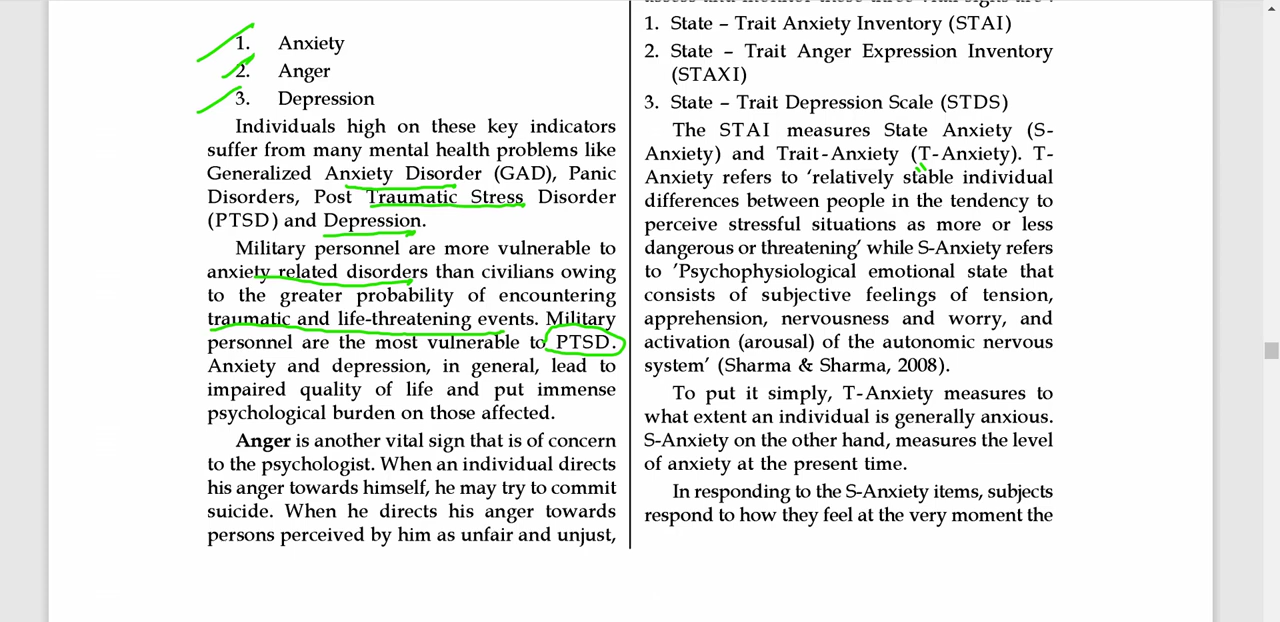 1. Anxiety
2. Anger
3. Depression
Individuals high on these key indicators
suffer from many mental health problems like
Generalized Anxiety Disorder (GAD), Panic
Disorders, Post Traumatic Stress Disorder
(PTSD) and Depression.
Military personnel are more vulnerable to
anxiety related disorders than civilians owing
to the greater probability of encountering
traumatic and life-threatening events. Military
personnel are the most vulnerable to PTSD.
Anxiety and depression, in general, lead to
impaired quality of life and put immense
psychological burden on those affected.
Anger is another vital sign that is of concern
to the psychologist. When an individual directs
his anger towards himself, he may try to commit
suicide. When he directs his anger towards
persons perceived by him as unfair and unjust,
1. State – Trait Anxiety Inventory (STAI)
2. State – Trait Anger Expression Inventory
(STAXI)
3. State – Trait Depression Scale (STDS)
The STAI measures State Anxiety (S-
Anxiety) and Trait-Anxiety (T-Anxiety). T-
Anxiety refers to ‘relatively stable individual
differences between people in the tendency to
perceive stressful situations as more or less
dangerous or threatening’ while S-Anxiety refers
to ‘Psychophysiological emotional state that
consists of subjective feelings of tension,
apprehension, nervousness and worry, and
activation (arousal) of the autonomic nervous
system’ (Sharma & Sharma, 2008).
To put it simply, T-Anxiety measures to
what extent an individual is generally anxious.
S-Anxiety on the other hand, measures the level
of anxiety at the present time.
In responding to the S-Anxiety items, subjects
respond to how they feel at the very moment the